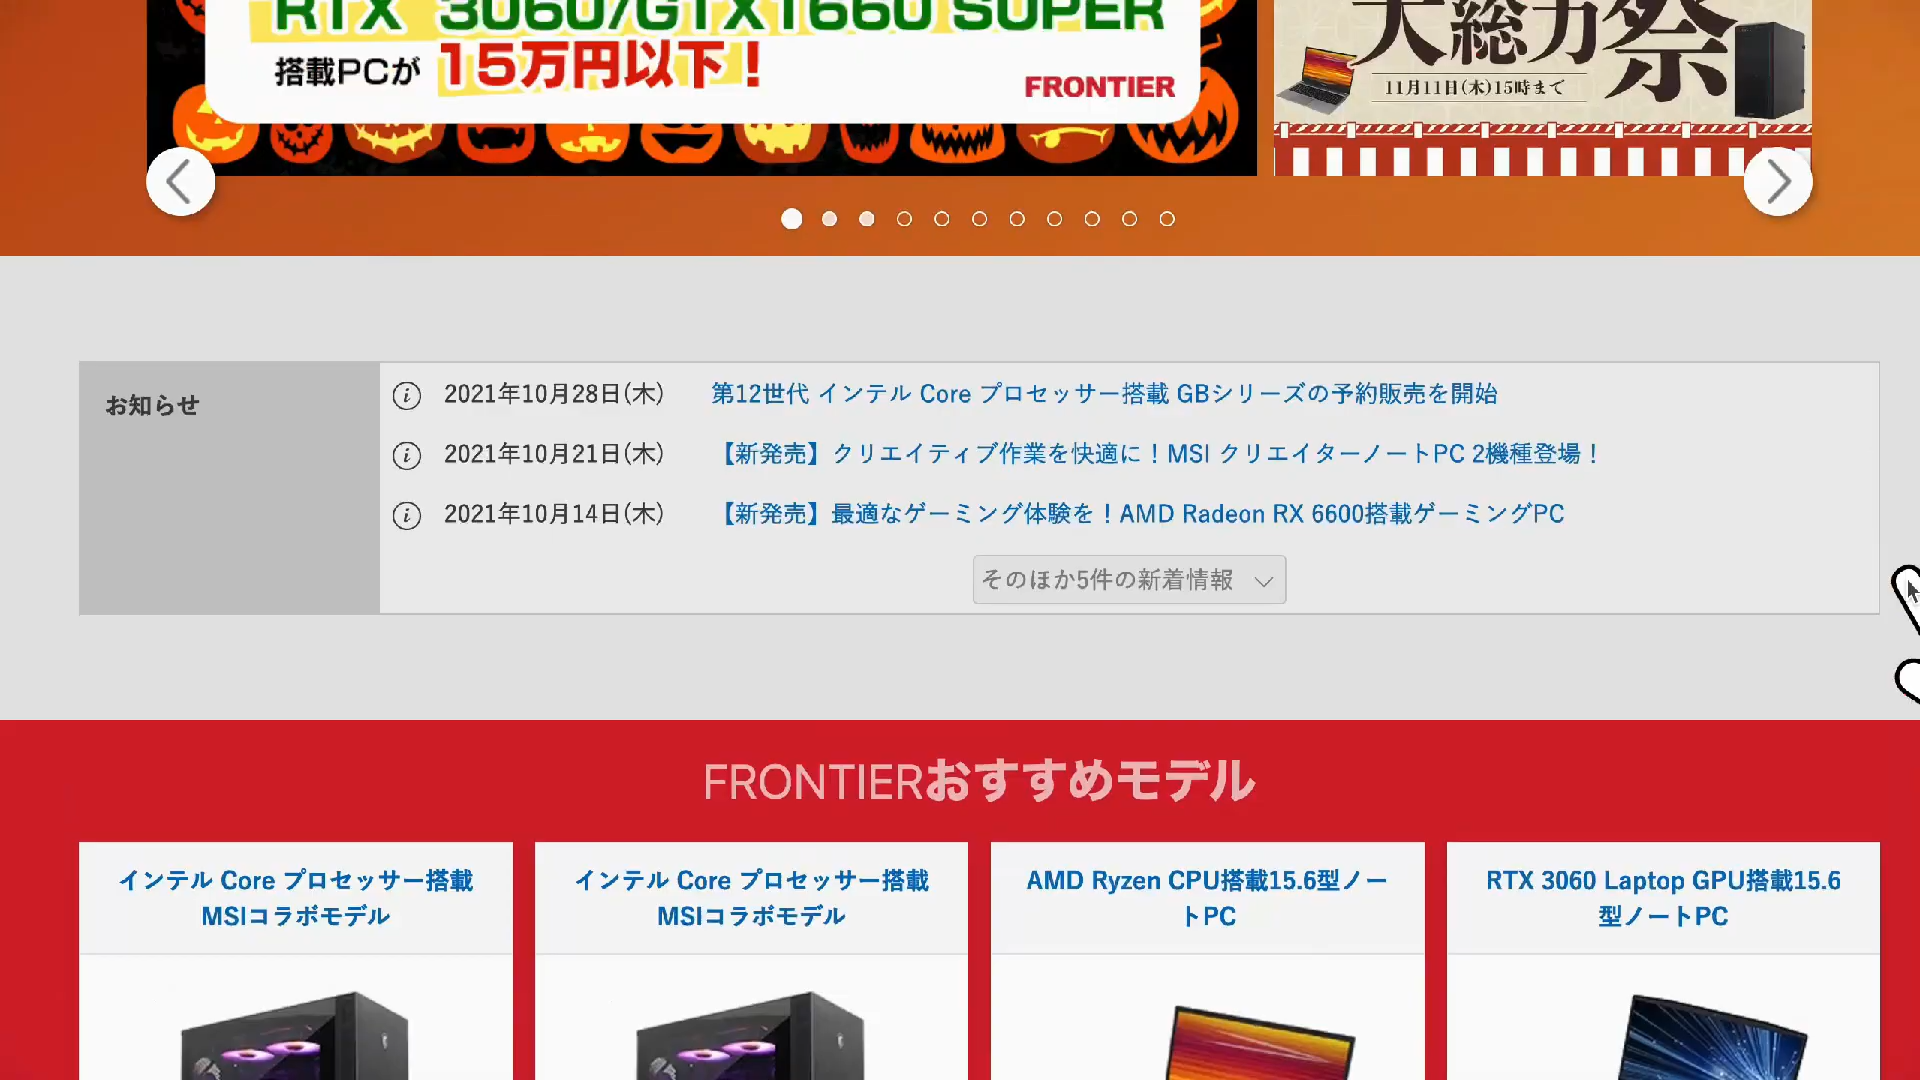 RTX 3060/GTX1660 SUPER
搭載PCが 15万円以下！
FRONTIER
大総力祭
11月11日(木)15時まで
お知らせ
2021年10月28日(木) 第12世代 インテル Core プロセッサー搭載 GBシリーズの予約販売を開始
2021年10月21日(木) 【新発売】クリエイティブ作業を快適に！MSI クリエイターノートPC 2機種登場！
2021年10月14日(木) 【新発売】最適なゲーミング体験を！AMD Radeon RX 6600搭載ゲーミングPC
そのほか5件の新着情報
FRONTIERおすすめモデル
インテル Core プロセッサー搭載
MSIコラボモデル
インテル Core プロセッサー搭載
MSIコラボモデル
AMD Ryzen CPU搭載15.6型ノー
トPC
RTX 3060 Laptop GPU搭載15.6
型ノートPC